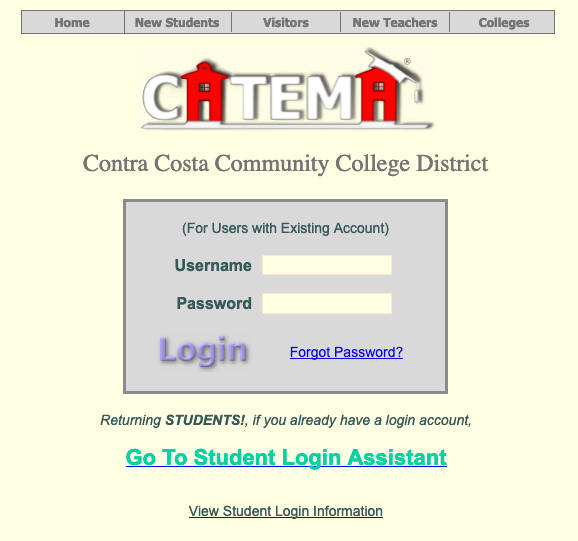 Home New Students Visitors New Teachers Colleges
CATEMA®
Contra Costa Community College District
(For Users with Existing Account)
Username
Password
Login Forgot Password?
Returning STUDENTS!, if you already have a login account,
Go To Student Login Assistant
View Student Login Information